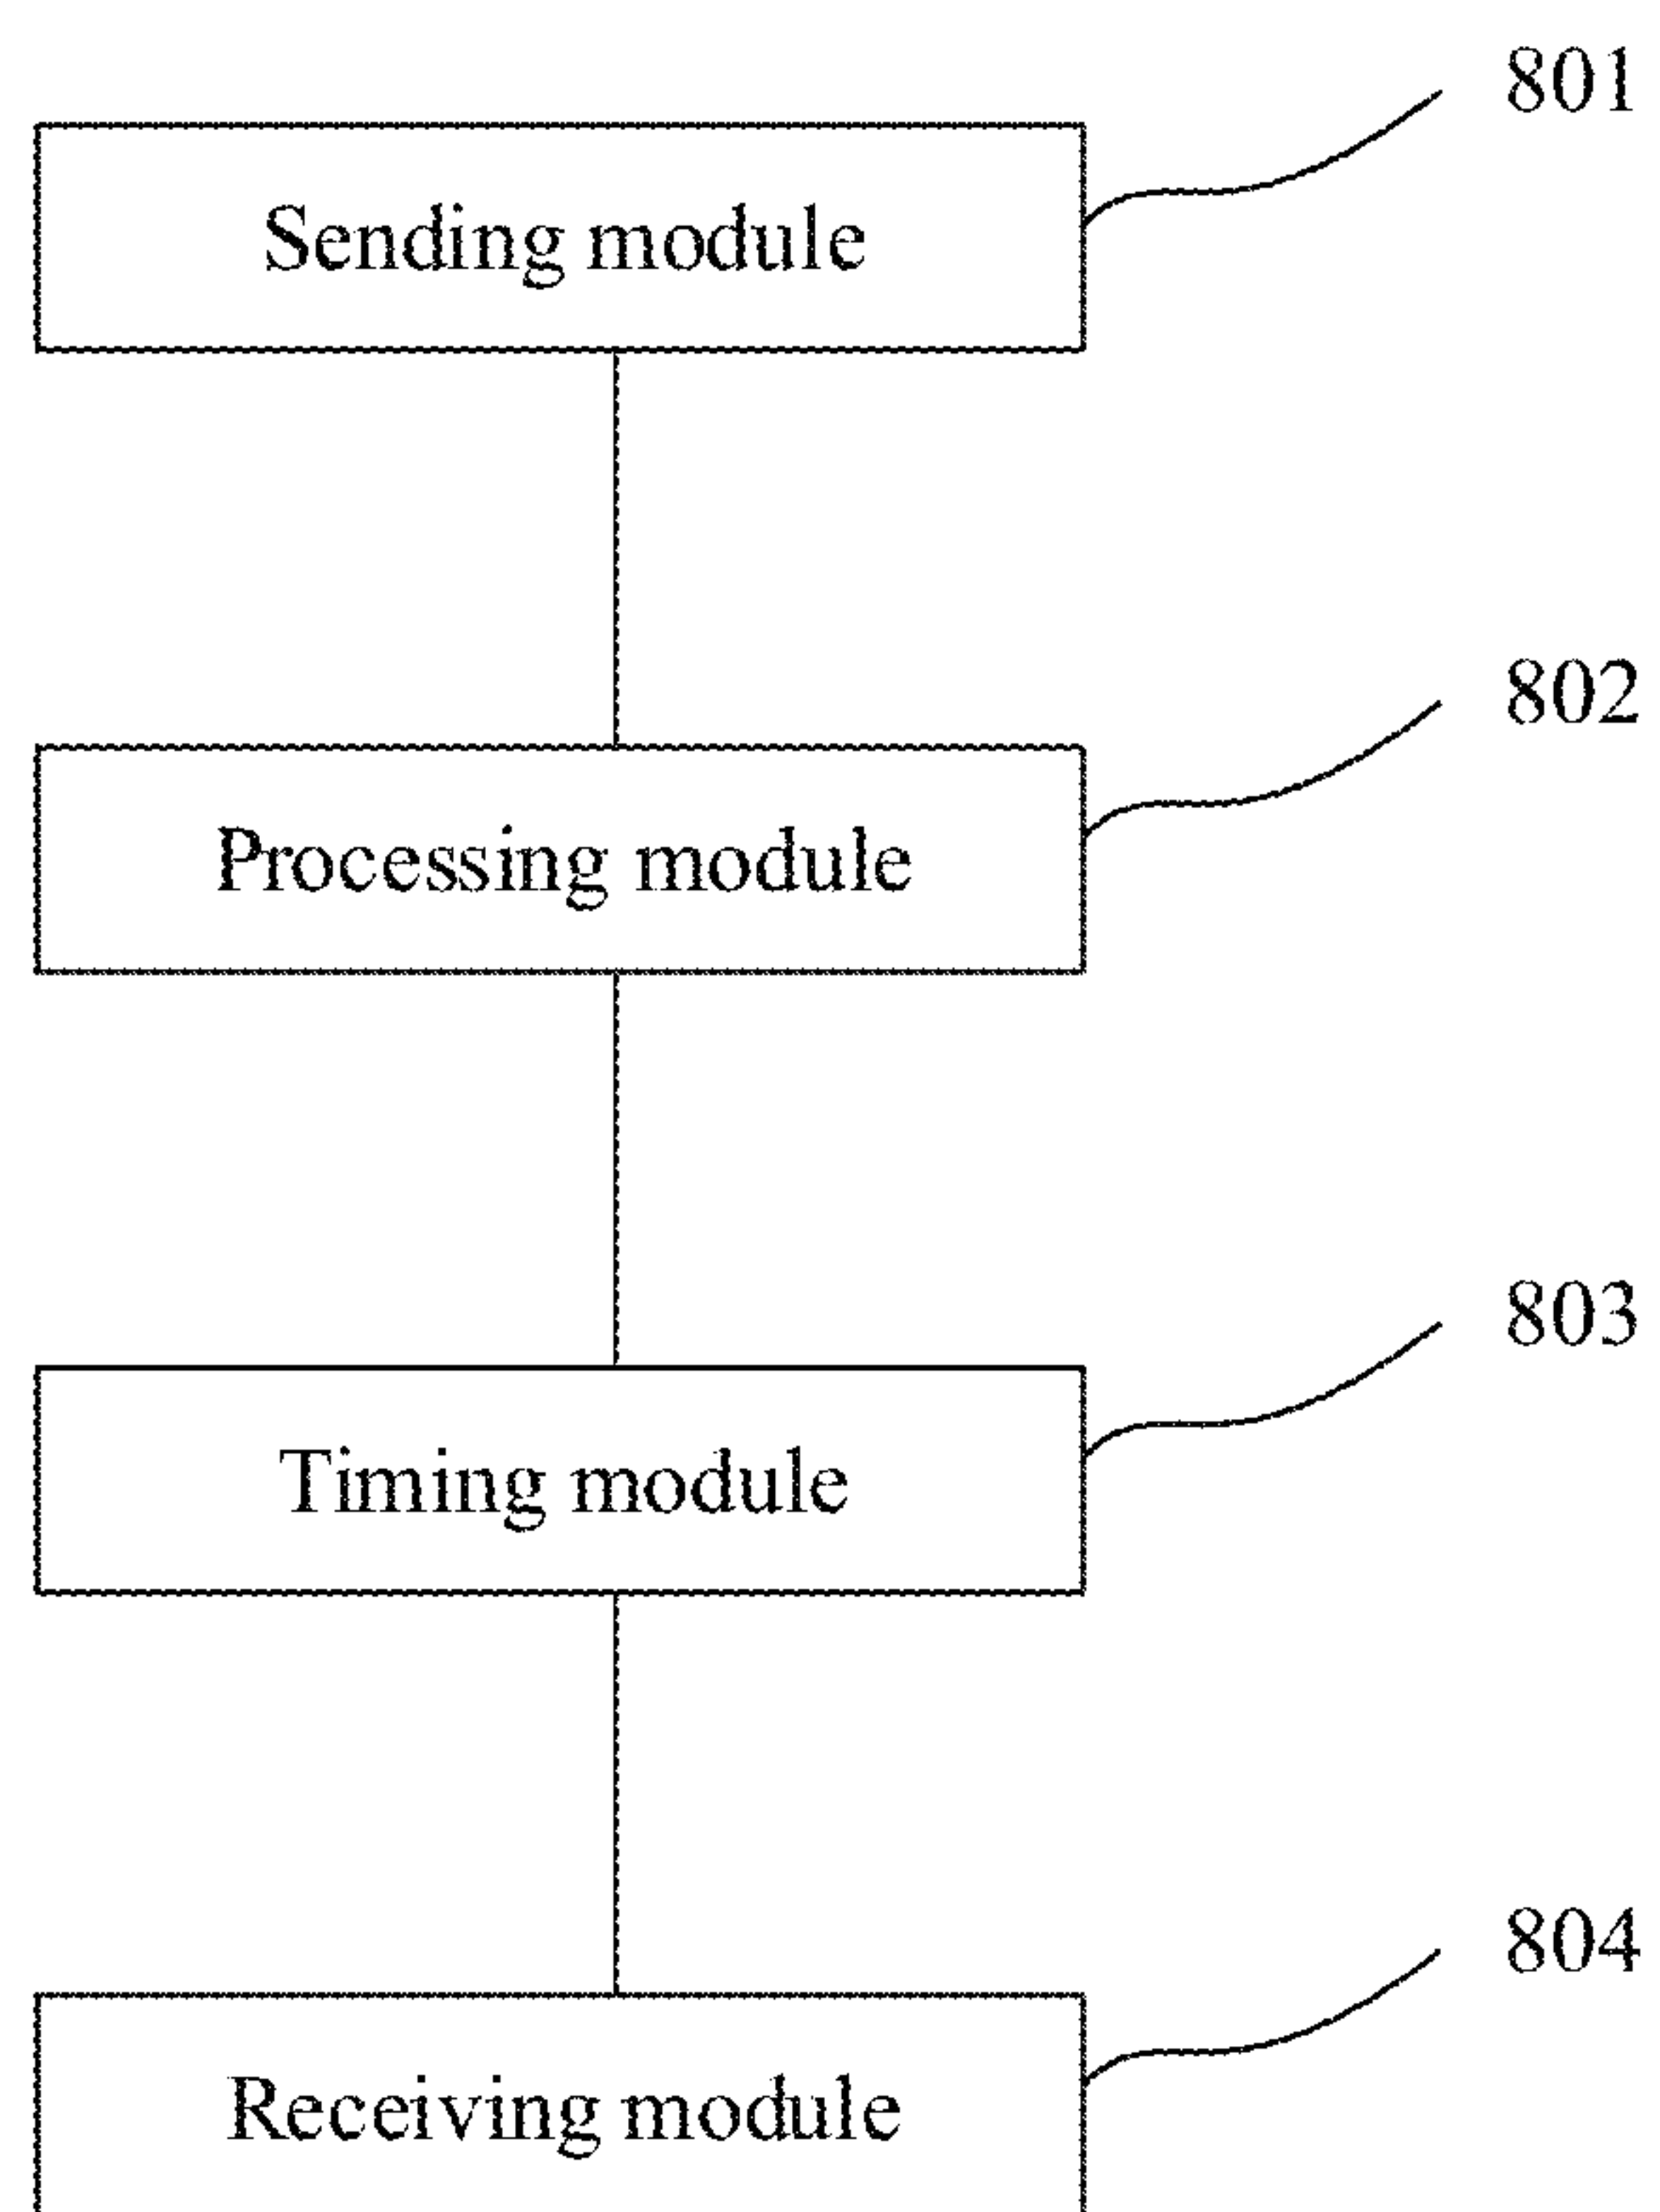 801
Sending module
802
Processing module
803
Timing module
804
Receiving module